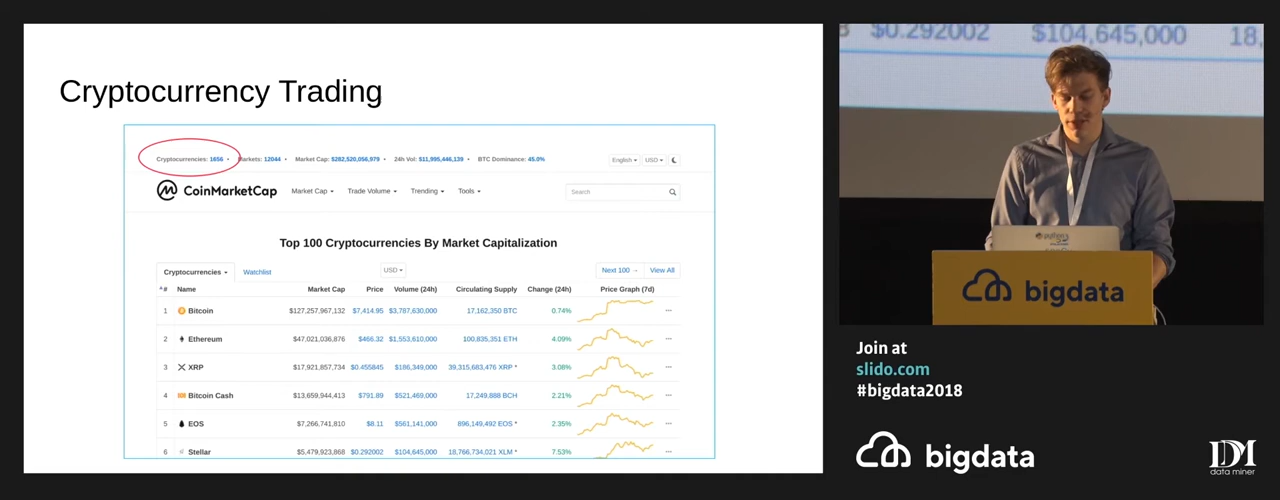 Cryptocurrency Trading
Cryptocurrencies: 1656 • Markets: 12044 • Market Cap: $282,520,056,979 • 24h Vol: $11,995,446,139 • BTC Dominance: 45.0% English USD
CoinMarketCap Market Cap Trade Volume Trending Tools Search
Top 100 Cryptocurrencies By Market Capitalization
Cryptocurrencies Watchlist USD Next 100 → View All
# Name Market Cap Price Volume (24h) Circulating Supply Change (24h) Price Graph (7d)
1 Bitcoin $127,257,967,132 $7,414.95 $3,787,630,000 17,162,350 BTC 0.74%
2 Ethereum $47,021,036,876 $466.32 $1,553,610,000 100,835,351 ETH 4.09%
3 XRP $17,921,857,734 $0.455845 $186,349,000 39,315,683,476 XRP * 3.08%
4 Bitcoin Cash $13,659,944,413 $791.89 $521,469,000 17,249,888 BCH 2.21%
5 EOS $7,266,741,810 $8.11 $561,141,000 896,149,492 EOS * 2.35%
6 Stellar $5,479,923,868 $0.292002 $104,645,000 18,766,734,021 XLM * 7.53%
$0.292002 $104,645,000 18,
bigdata
Join at
slido.com
#bigdata2018
bigdata
DM
data miner